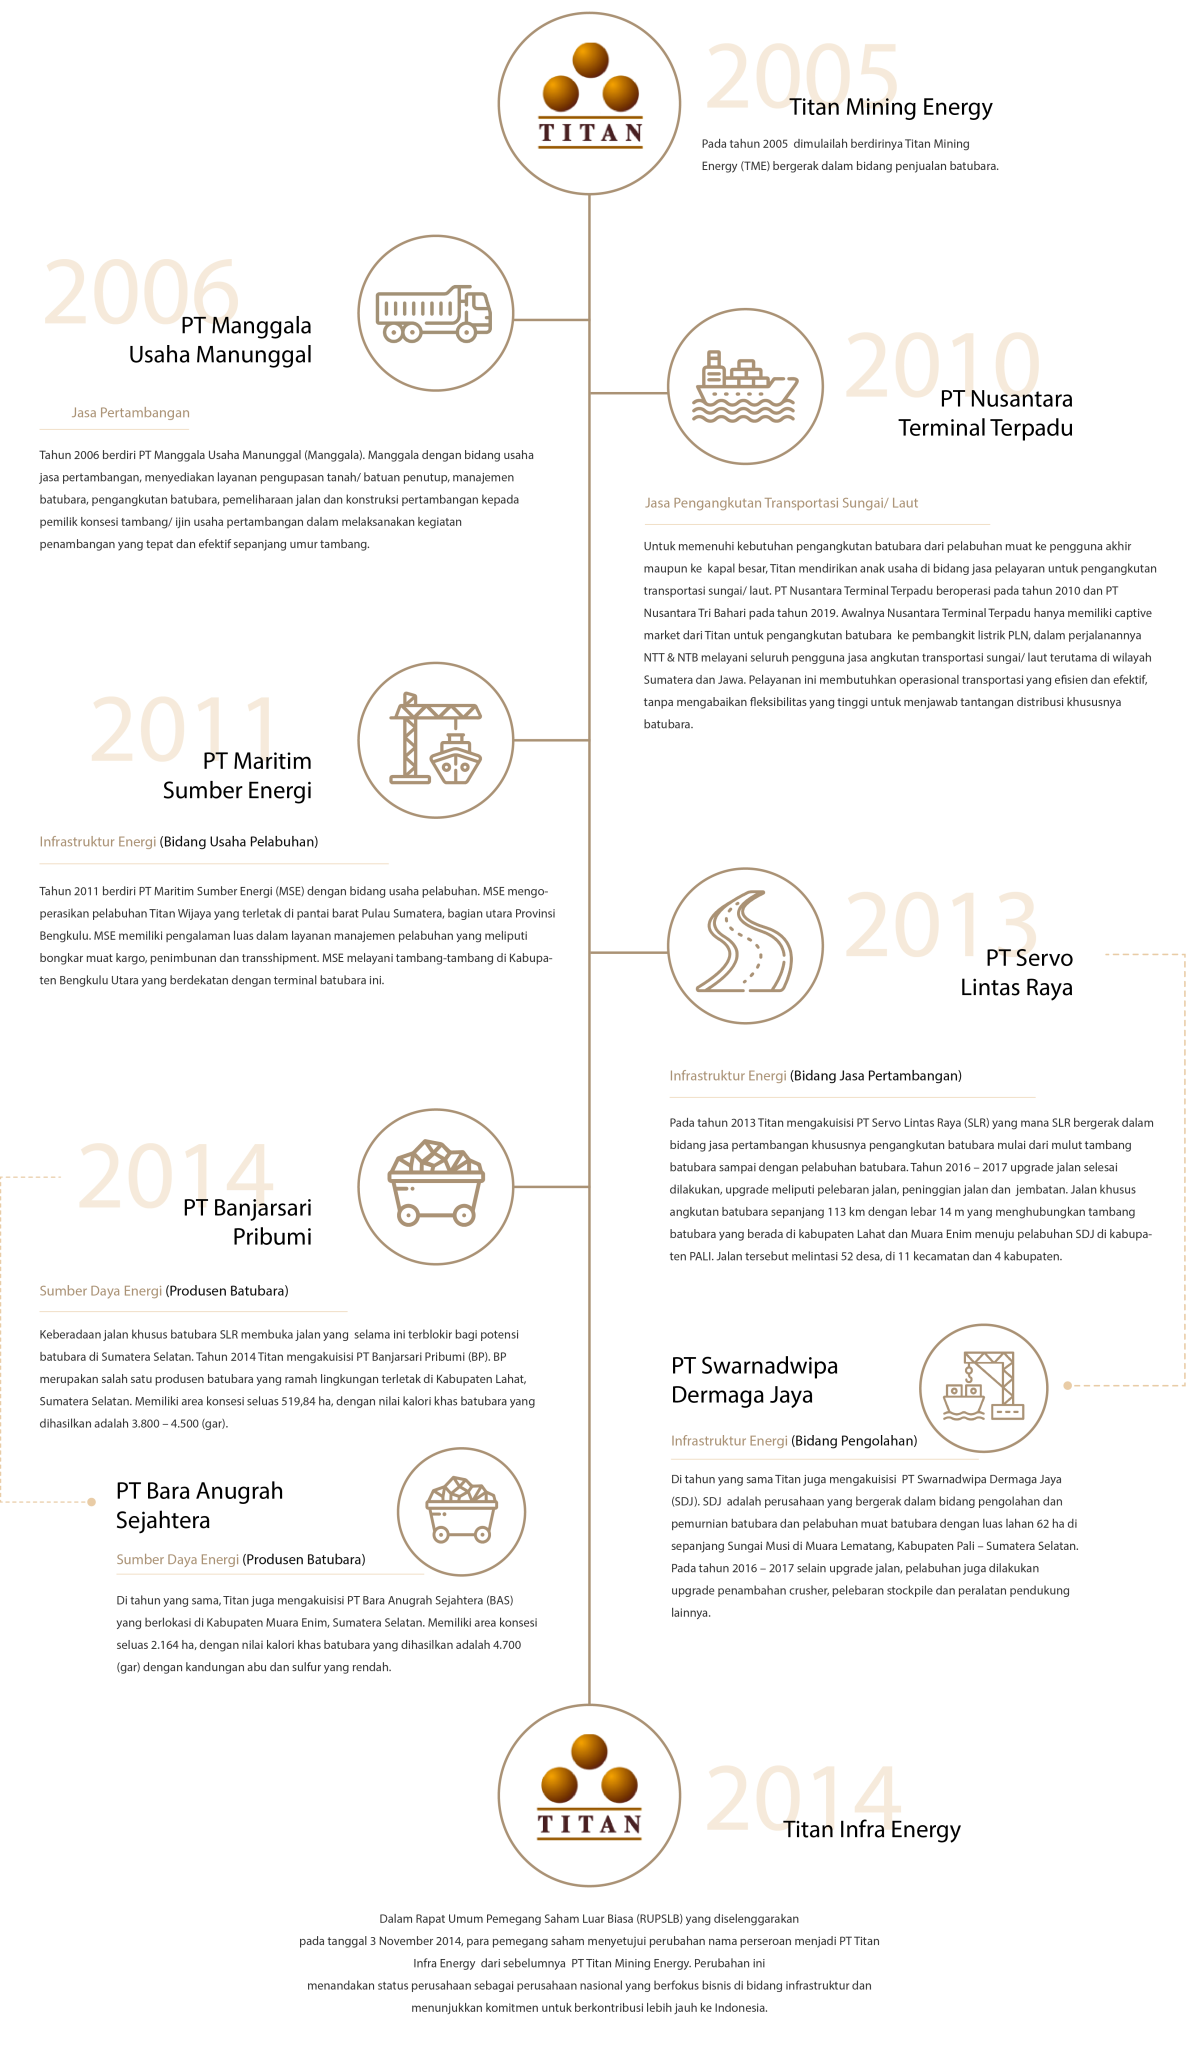 TITAN
2005
Titan Mining Energy
Pada tahun 2005 dimulailah berdirinya Titan Mining
Energy (TME) bergerak dalam bidang penjualan batubara.
2006
PT Manggala
Usaha Manunggal
Jasa Pertambangan
Tahun 2006 berdiri PT Manggala Usaha Manunggal (Manggala). Manggala dengan bidang usaha
jasa pertambangan, menyediakan layanan pengupasan tanah/ batuan penutup, manajemen
batubara, pengangkutan batubara, pemeliharaan jalan dan konstruksi pertambangan kepada
pemilik konsesi tambang/ ijin usaha pertambangan dalam melaksanakan kegiatan
penambangan yang tepat dan efektif sepanjang umur tambang.
2010
PT Nusantara
Terminal Terpadu
Jasa Pengangkutan Transportasi Sungai/ Laut
Untuk memenuhi kebutuhan pengangkutan batubara dari pelabuhan muat ke pengguna akhir
maupun ke kapal besar, Titan mendirikan anak usaha di bidang jasa pelayaran untuk pengangkutan
transportasi sungai/ laut. PT Nusantara Terminal Terpadu beroperasi pada tahun 2010 dan PT
Nusantara Tri Bahari pada tahun 2019. Awalnya Nusantara Terminal Terpadu hanya memiliki captive
market dari Titan untuk pengangkutan batubara ke pembangkit listrik PLN, dalam perjalanannya
NTT & NTB melayani seluruh pengguna jasa angkutan transportasi sungai/ laut terutama di wilayah
Sumatera dan Jawa. Pelayanan ini membutuhkan operasional transportasi yang efisien dan efektif,
tanpa mengabaikan fleksibilitas yang tinggi untuk menjawab tantangan distribusi khususnya
batubara.
2011
PT Maritim
Sumber Energi
Infrastruktur Energi (Bidang Usaha Pelabuhan)
Tahun 2011 berdiri PT Maritim Sumber Energi (MSE) dengan bidang usaha pelabuhan. MSE mengo-
perasikan pelabuhan Titan Wijaya yang terletak di pantai barat Pulau Sumatera, bagian utara Provinsi
Bengkulu. MSE memiliki pengalaman luas dalam layanan manajemen pelabuhan yang meliputi
bongkar muat kargo, penimbunan dan transshipment. MSE melayani tambang-tambang di Kabupa-
ten Bengkulu Utara yang berdekatan dengan terminal batubara ini.
2013
PT Servo
Lintas Raya
Infrastruktur Energi (Bidang Jasa Pertambangan)
Pada tahun 2013 Titan mengakuisisi PT Servo Lintas Raya (SLR) yang mana SLR bergerak dalam
bidang jasa pertambangan khususnya pengangkutan batubara mulai dari mulut tambang
batubara sampai dengan pelabuhan batubara. Tahun 2016 – 2017 upgrade jalan selesai
dilakukan, upgrade meliputi pelebaran jalan, peninggian jalan dan jembatan. Jalan khusus
angkutan batubara sepanjang 113 km dengan lebar 14 m yang menghubungkan tambang
batubara yang berada di kabupaten Lahat dan Muara Enim menuju pelabuhan SDJ di kabupa-
ten PALI. Jalan tersebut melintasi 52 desa, di 11 kecamatan dan 4 kabupaten.
2014
PT Banjarsari
Pribumi
Sumber Daya Energi (Produsen Batubara)
Keberadaan jalan khusus batubara SLR membuka jalan yang selama ini terblokir bagi potensi
batubara di Sumatera Selatan. Tahun 2014 Titan mengakuisisi PT Banjarsari Pribumi (BP). BP
merupakan salah satu produsen batubara yang ramah lingkungan terletak di Kabupaten Lahat,
Sumatera Selatan. Memiliki area konsesi seluas 519,84 ha, dengan nilai kalori khas batubara yang
dihasilkan adalah 3.800 – 4.500 (gar).
PT Swarnadwipa
Dermaga Jaya
Infrastruktur Energi (Bidang Pengolahan)
Di tahun yang sama Titan juga mengakuisisi PT Swarnadwipa Dermaga Jaya
(SDJ). SDJ adalah perusahaan yang bergerak dalam bidang pengolahan dan
pemurnian batubara dan pelabuhan muat batubara dengan luas lahan 62 ha di
sepanjang Sungai Musi di Muara Lematang, Kabupaten Pali – Sumatera Selatan.
Pada tahun 2016 – 2017 selain upgrade jalan, pelabuhan juga dilakukan
upgrade penambahan crusher, pelebaran stockpile dan peralatan pendukung
lainnya.
PT Bara Anugrah
Sejahtera
Sumber Daya Energi (Produsen Batubara)
Di tahun yang sama, Titan juga mengakuisisi PT Bara Anugrah Sejahtera (BAS)
yang berlokasi di Kabupaten Muara Enim, Sumatera Selatan. Memiliki area konsesi
seluas 2.164 ha, dengan nilai kalori khas batubara yang dihasilkan adalah 4.700
(gar) dengan kandungan abu dan sulfur yang rendah.
TITAN
2014
Titan Infra Energy
Dalam Rapat Umum Pemegang Saham Luar Biasa (RUPSLB) yang diselenggarakan
pada tanggal 3 November 2014, para pemegang saham menyetujui perubahan nama perseroan menjadi PT Titan
Infra Energy dari sebelumnya PT Titan Mining Energy. Perubahan ini
menandakan status perusahaan sebagai perusahaan nasional yang berfokus bisnis di bidang infrastruktur dan
menunjukkan komitmen untuk berkontribusi lebih jauh ke Indonesia.